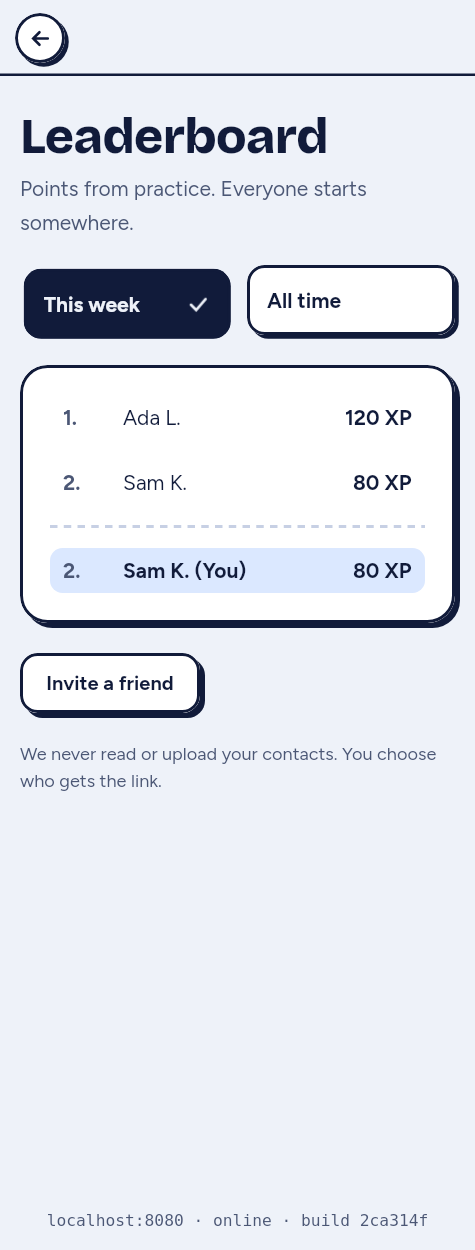 Leaderboard
Points from practice. Everyone starts
somewhere.
This week
All time
1. Ada L. 120 XP
2. Sam K. 80 XP
2. Sam K. (You) 80 XP
Invite a friend
We never read or upload your contacts. You choose
who gets the link.
localhost:8080 · online · build 2ca314f